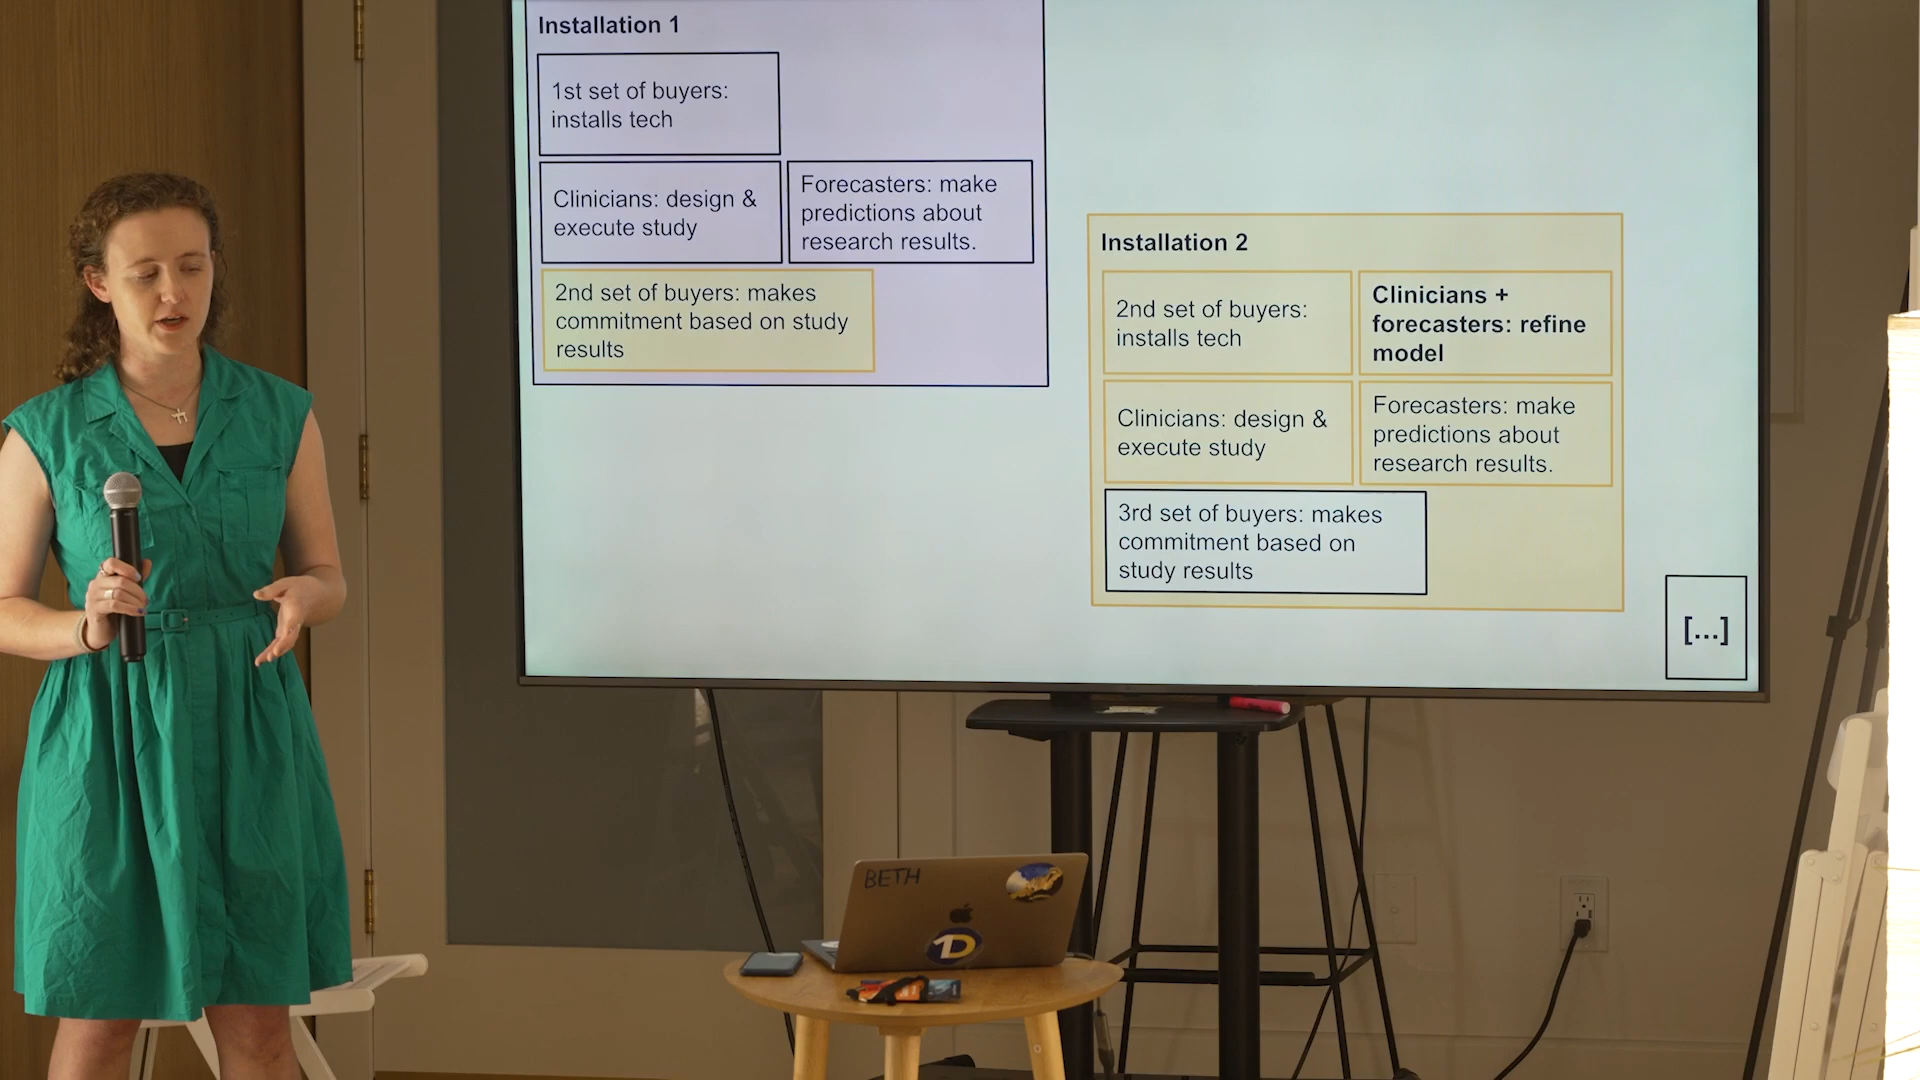 Installation 1
1st set of buyers:
installs tech
Clinicians: design &
execute study
Forecasters: make
predictions about
research results.
2nd set of buyers: makes
commitment based on study
results
Installation 2
2nd set of buyers:
installs tech
Clinicians +
forecasters: refine
model
Clinicians: design &
execute study
Forecasters: make
predictions about
research results.
3rd set of buyers: makes
commitment based on
study results
[...]
BETH
1D